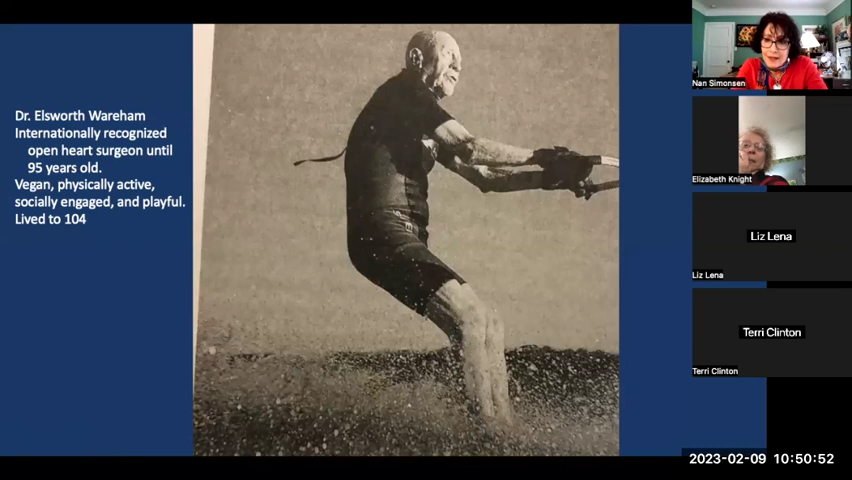 Dr. Elsworth Wareham
Internationally recognized
open heart surgeon until
95 years old.
Vegan, physically active,
socially engaged, and playful.
Lived to 104
Nan Simonsen
Elizabeth Knight
Liz Lena
Liz Lena
Terri Clinton
Terri Clinton
2023-02-09 10:50:52